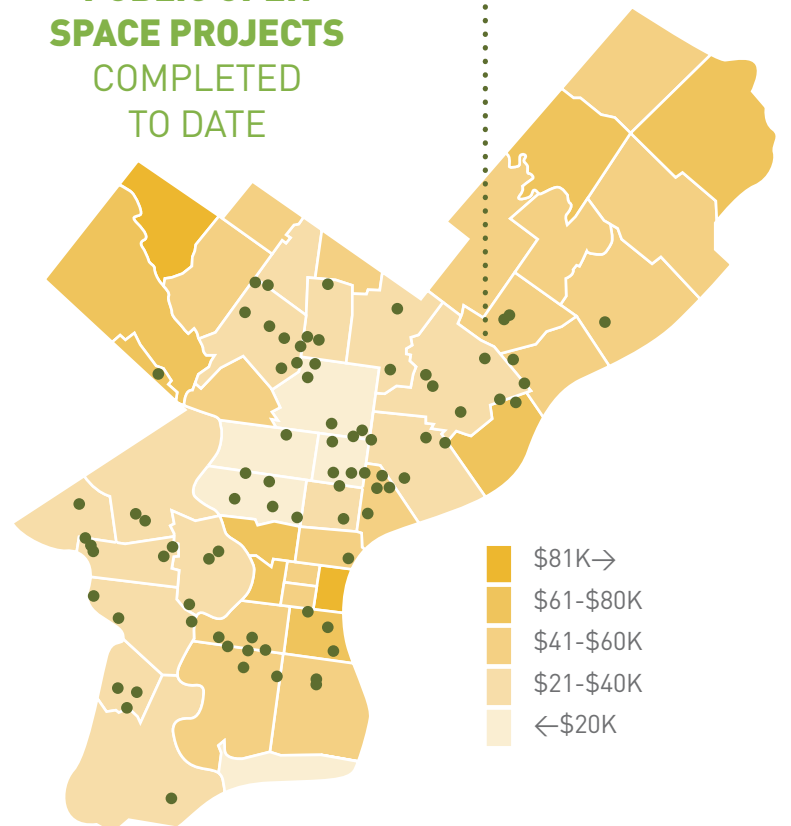 SPACE PROJECTS
COMPLETED
TO DATE
$81K→
$61-$80K
$41-$60K
$21-$40K
←$20K